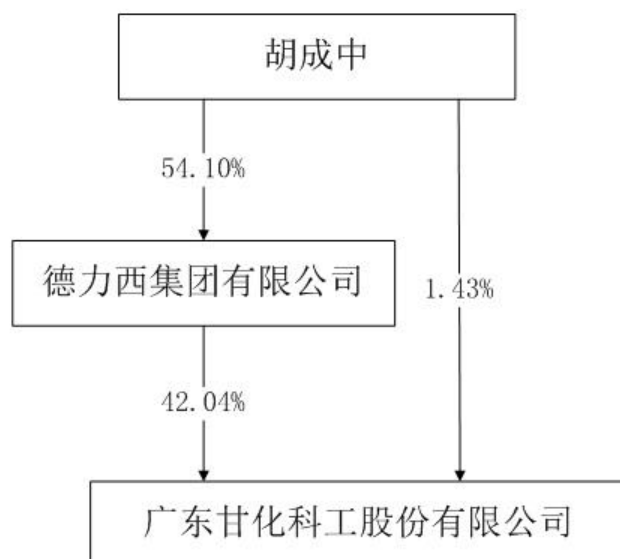 胡成中
54.10%
德力西集团有限公司
1.43%
42.04%
广东甘化科工股份有限公司